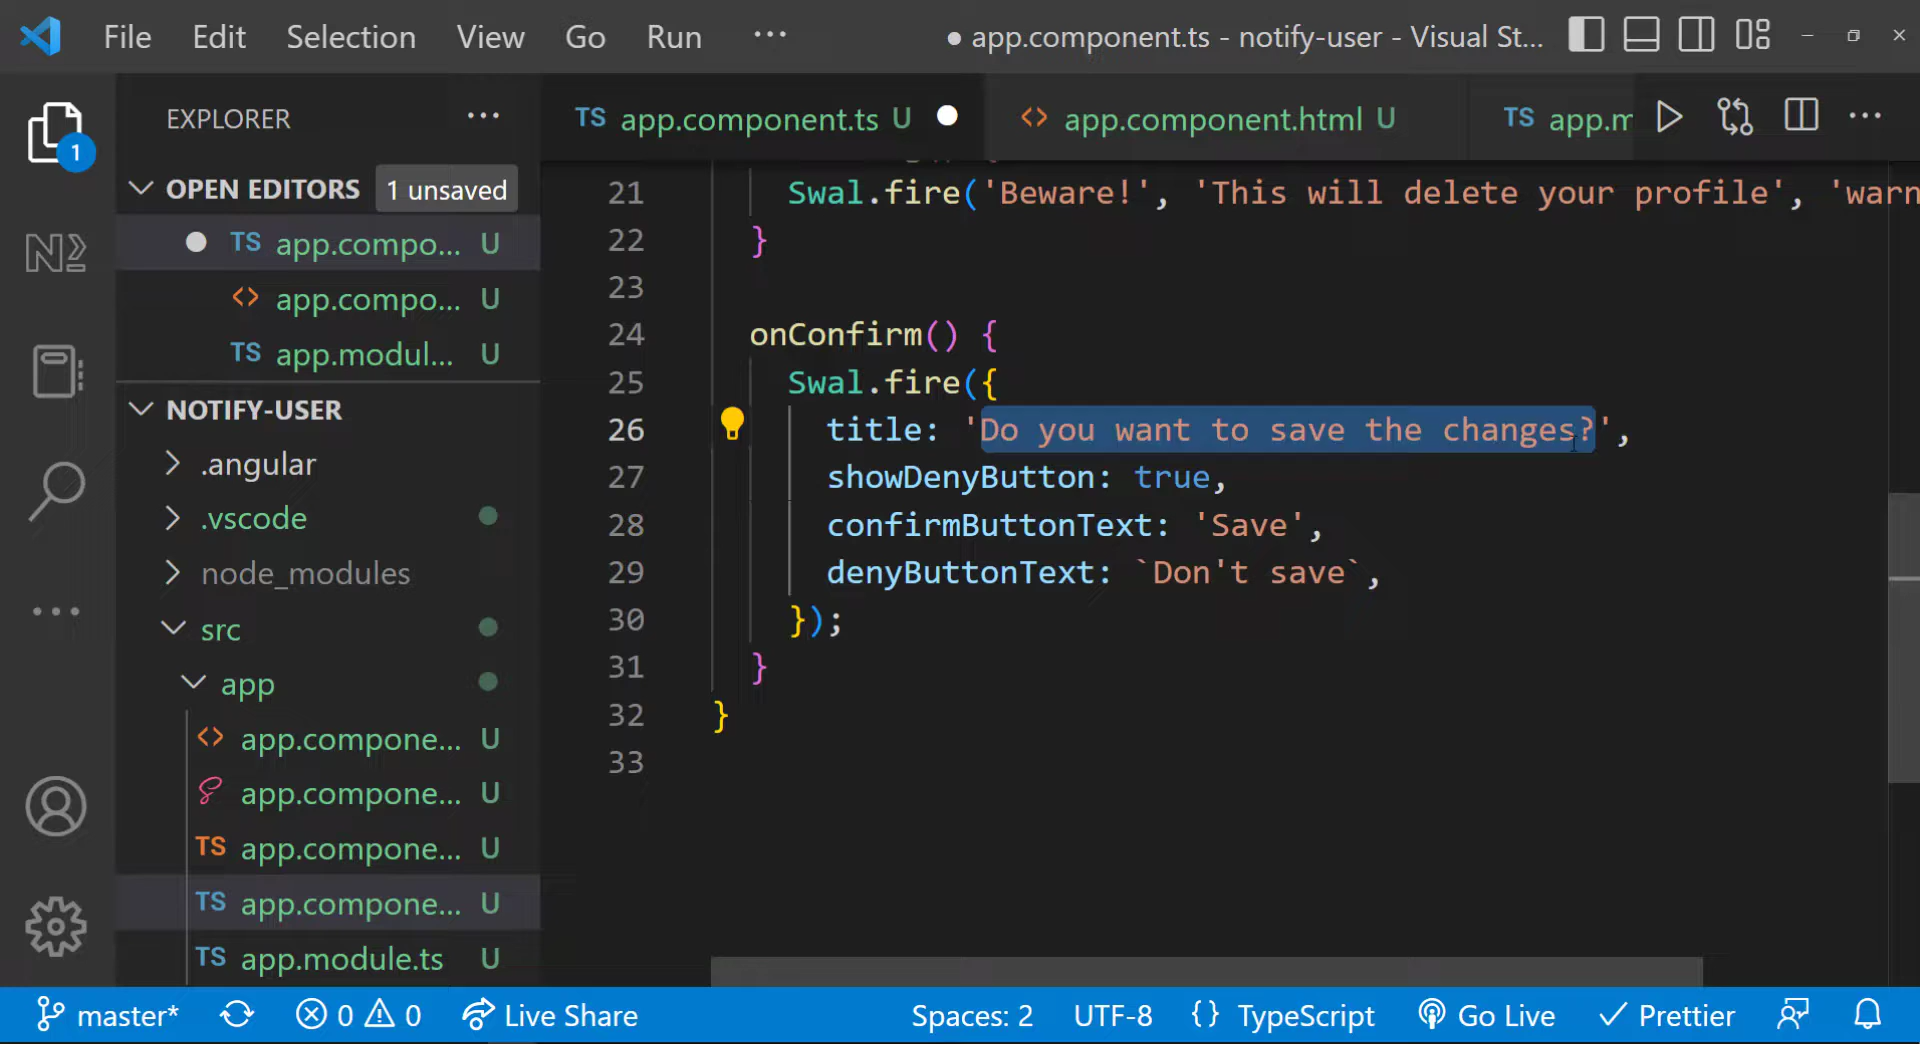 File Edit Selection View Go Run ··· ● app.component.ts - notify-user - Visual St...
EXPLORER ···
1
OPEN EDITORS 1 unsaved
● TS app.compo... U
<> app.compo... U
TS app.modul... U
NOTIFY-USER
.angular
.vscode
node_modules
src
app
<> app.compone... U
app.compone... U
TS app.compone... U
TS app.compone... U
TS app.module.ts U
TS app.component.ts U ● <> app.component.html U TS app.m
21 Swal.fire('Beware!', 'This will delete your profile', 'warn
22 }
23
24 onConfirm() {
25 Swal.fire({
26 title: 'Do you want to save the changes?',
27 showDenyButton: true,
28 confirmButtonText: 'Save',
29 denyButtonText: `Don't save`,
30 });
31 }
32 }
33
master* 0 0 Live Share Spaces: 2 UTF-8 {} TypeScript Go Live Prettier